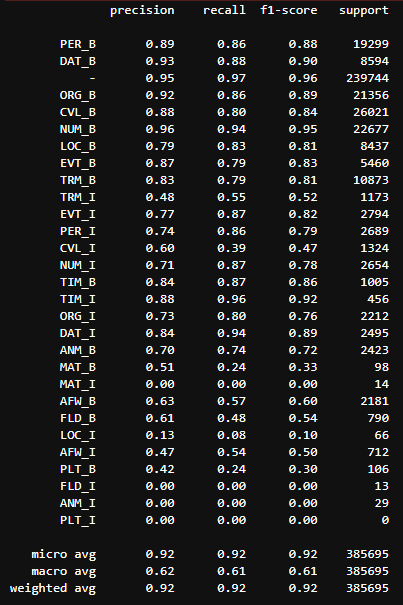 precision recall f1-score support
PER_B 0.89 0.86 0.88 19299
DAT_B 0.93 0.88 0.90 8594
- 0.95 0.97 0.96 239744
ORG_B 0.92 0.86 0.89 21356
CVL_B 0.88 0.80 0.84 26021
NUM_B 0.96 0.94 0.95 22677
LOC_B 0.79 0.83 0.81 8437
EVT_B 0.87 0.79 0.83 5460
TRM_B 0.83 0.79 0.81 10873
TRM_I 0.48 0.55 0.52 1173
EVT_I 0.77 0.87 0.82 2794
PER_I 0.74 0.86 0.79 2689
CVL_I 0.60 0.39 0.47 1324
NUM_I 0.71 0.87 0.78 2654
TIM_B 0.84 0.87 0.86 1005
TIM_I 0.88 0.96 0.92 456
ORG_I 0.73 0.80 0.76 2212
DAT_I 0.84 0.94 0.89 2495
ANM_B 0.70 0.74 0.72 2423
MAT_B 0.51 0.24 0.33 98
MAT_I 0.00 0.00 0.00 14
AFW_B 0.63 0.57 0.60 2181
FLD_B 0.61 0.48 0.54 790
LOC_I 0.13 0.08 0.10 66
AFW_I 0.47 0.54 0.50 712
PLT_B 0.42 0.24 0.30 106
FLD_I 0.00 0.00 0.00 13
ANM_I 0.00 0.00 0.00 29
PLT_I 0.00 0.00 0.00 0
micro avg 0.92 0.92 0.92 385695
macro avg 0.62 0.61 0.61 385695
weighted avg 0.92 0.92 0.92 385695